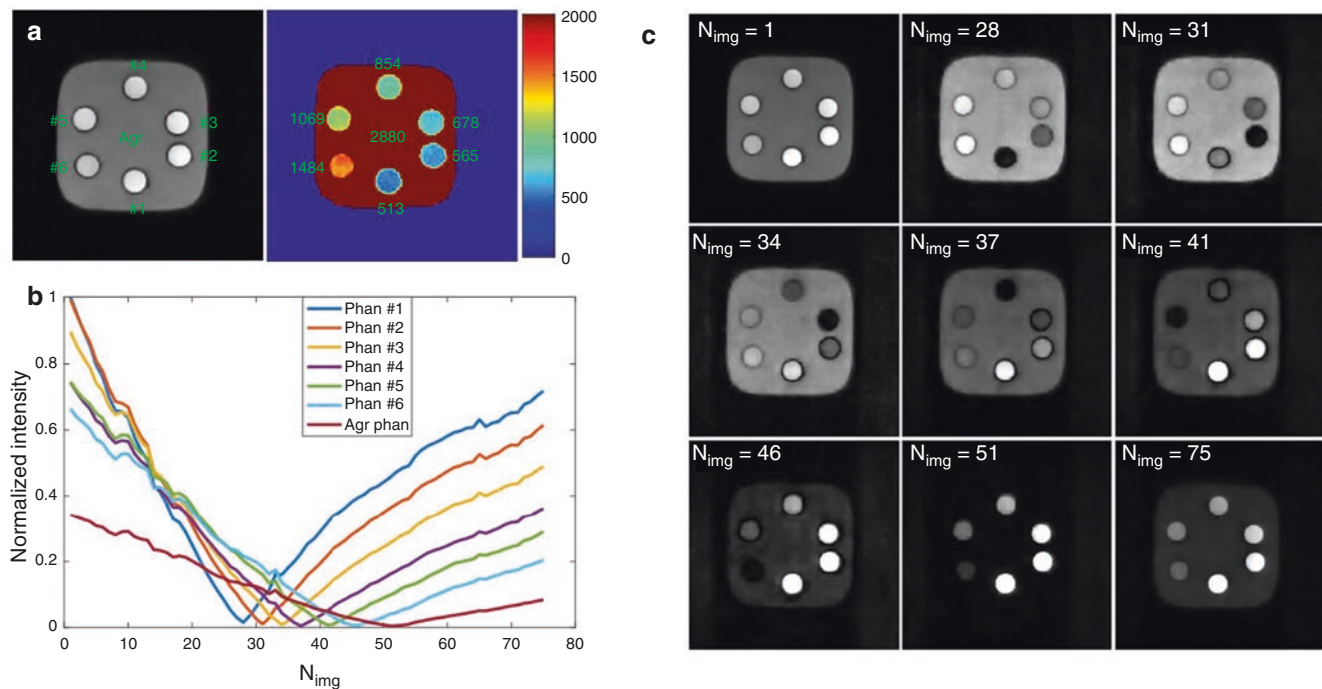 a
#4
#5
#3
Agr
#2
#6
#1
854
1069
678
2880
1484
565
513
2000
1500
1000
500
0
b
1
0.8
0.6
0.4
0.2
0
0 10 20 30 40 50 60 70 80
Normalized intensity
N_img
Phan #1
Phan #2
Phan #3
Phan #4
Phan #5
Phan #6
Agr phan
c
N_img = 1
N_img = 28
N_img = 31
N_img = 34
N_img = 37
N_img = 41
N_img = 46
N_img = 51
N_img = 75